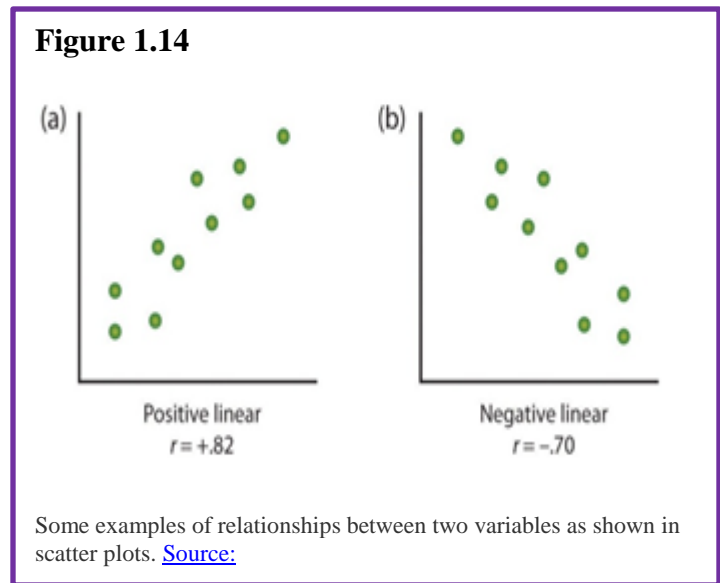 Figure 1.14
(a)
(b)
Positive linear
r = +.82
Negative linear
r = –.70
Some examples of relationships between two variables as shown in
scatter plots. Source: